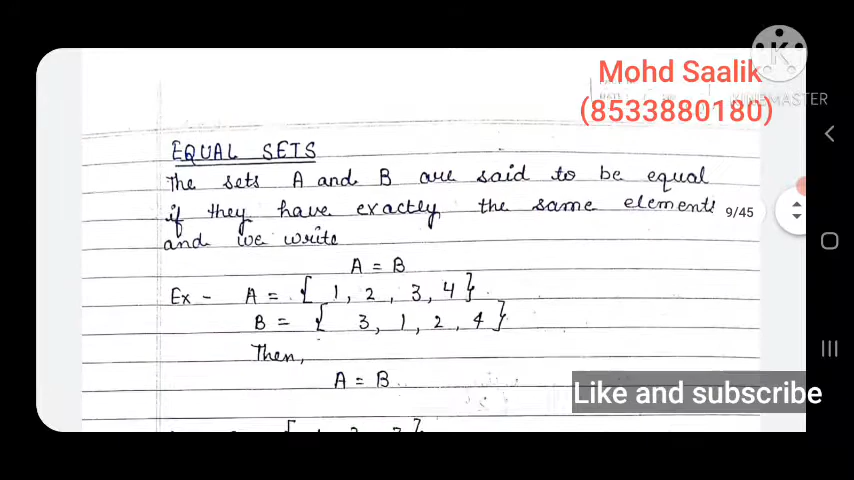 Mohd Saalik
(8533880180)
KINEMASTER
EQUAL SETS
The sets A and B are said to be equal
if they have exactly the same elements
9/45
and we write
A = B
Ex - A = { 1, 2, 3, 4 }
B = { 3, 1, 2, 4 }
Then,
A = B
Like and subscribe